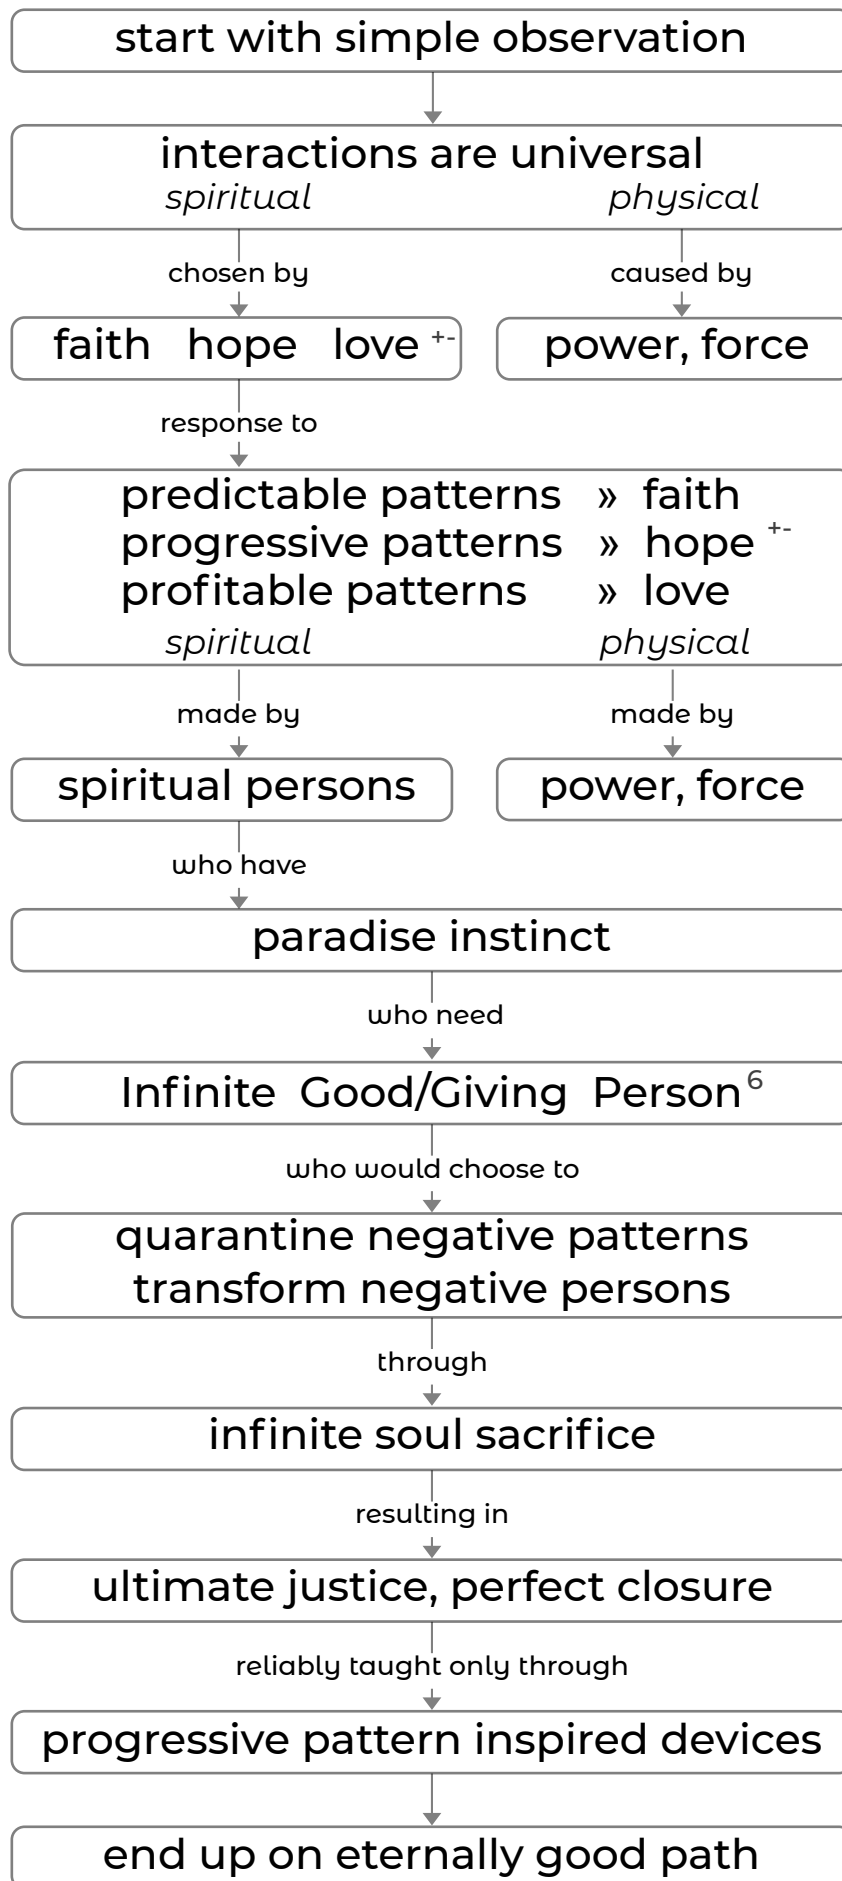 start with simple observation
interactions are universal
spiritual physical
chosen by caused by
faith hope love +- power, force
response to
predictable patterns » faith
progressive patterns » hope +-
profitable patterns » love
spiritual physical
made by made by
spiritual persons power, force
who have
paradise instinct
who need
Infinite Good/Giving Person 6
who would choose to
quarantine negative patterns
transform negative persons
through
infinite soul sacrifice
resulting in
ultimate justice, perfect closure
reliably taught only through
progressive pattern inspired devices
end up on eternally good path